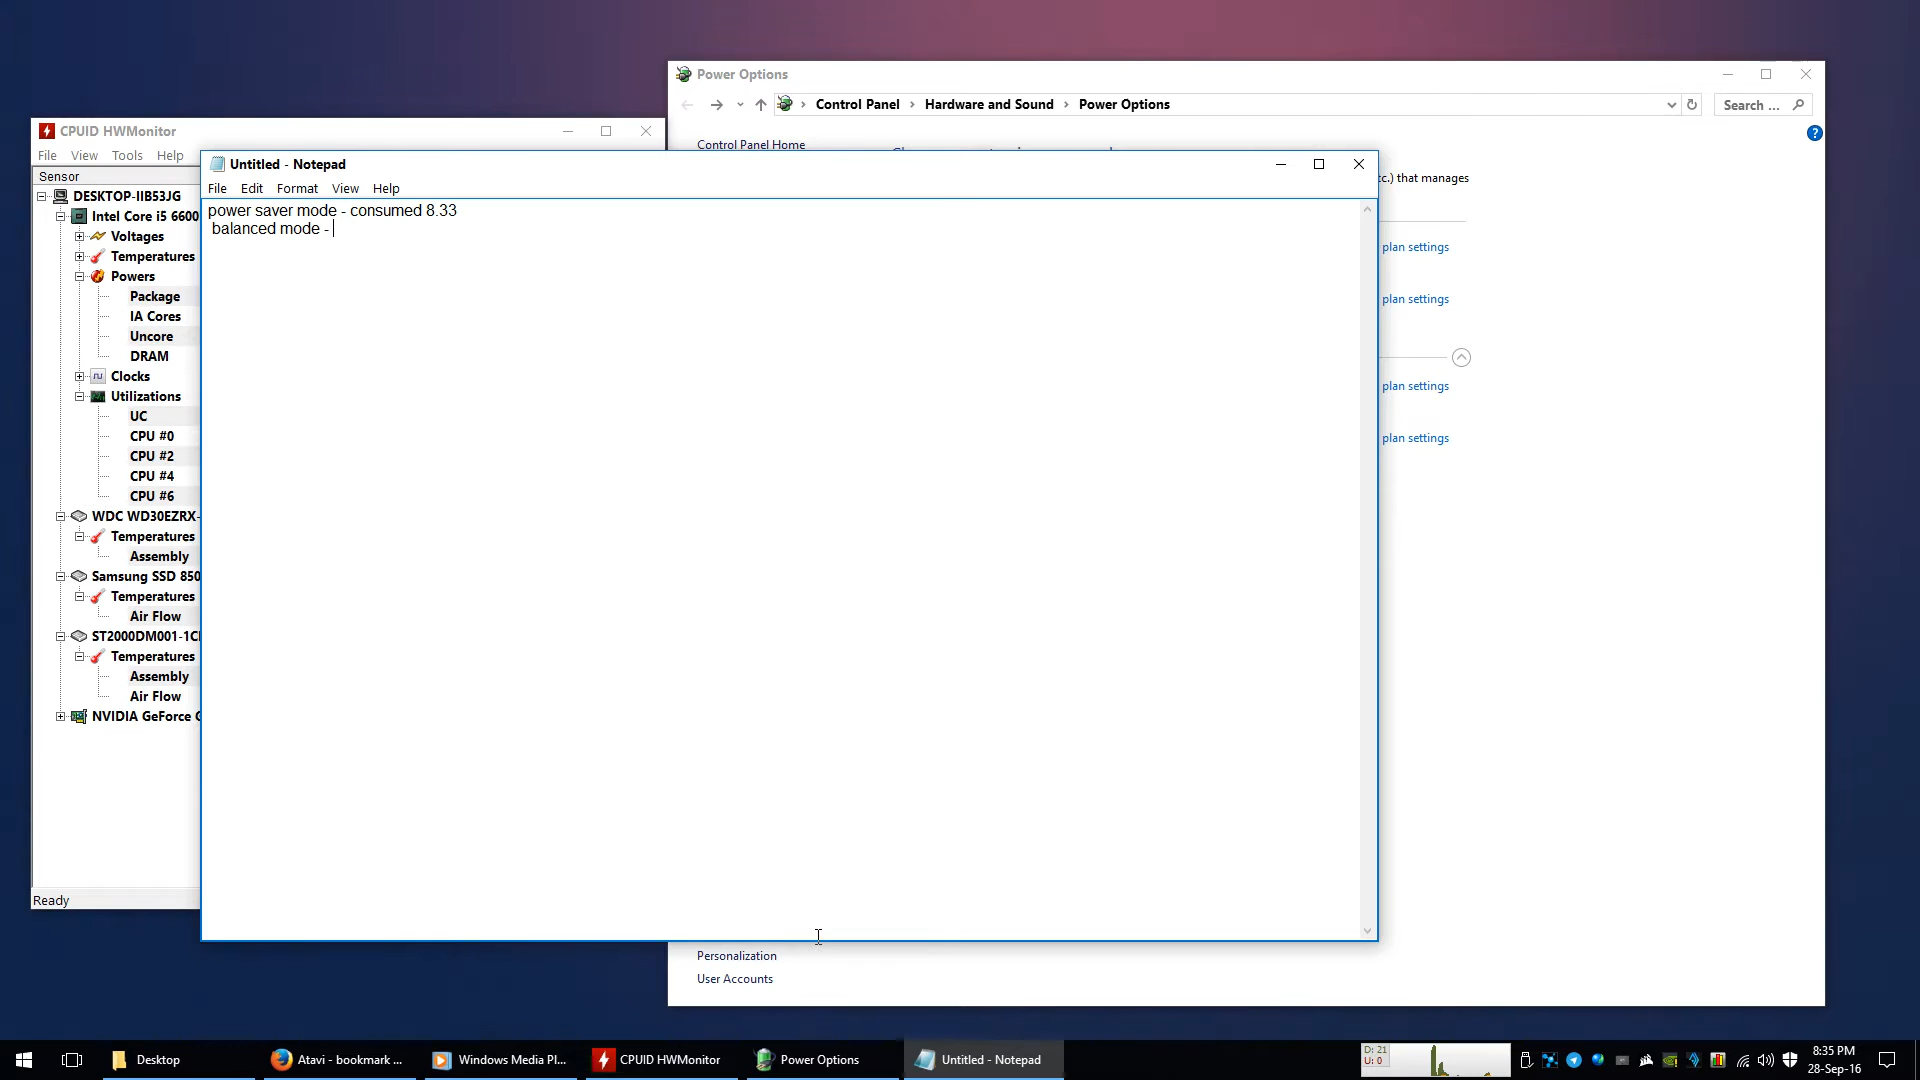 Power Options
Control Panel › Hardware and Sound › Power Options
Search ...
Control Panel Home
CPUID HWMonitor
File View Tools Help
Sensor
DESKTOP-IIB53JG
Intel Core i5 6600
Voltages
Temperatures
Powers
Package
IA Cores
Uncore
DRAM
Clocks
Utilizations
UC
CPU #0
CPU #2
CPU #4
CPU #6
WDC WD30EZRX-
Temperatures
Assembly
Samsung SSD 850
Temperatures
Air Flow
ST2000DM001-1C
Temperatures
Assembly
Air Flow
NVIDIA GeForce
Ready
Untitled - Notepad
File Edit Format View Help
power saver mode - consumed 8.33
balanced mode -
tc.) that manages
plan settings
plan settings
plan settings
plan settings
Personalization
User Accounts
Desktop
Atavi - bookmark ...
Windows Media Pl...
CPUID HWMonitor
Power Options
Untitled - Notepad
D: 21
U: 0
8:35 PM
28-Sep-16